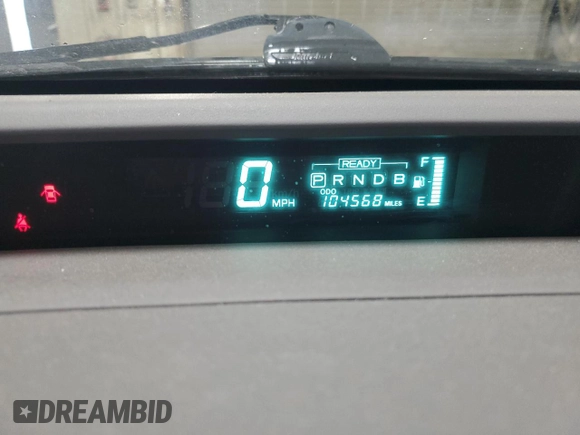 READY
F
P R N D B
0 MPH
ODO
104568 MILES
E
DREAMBID